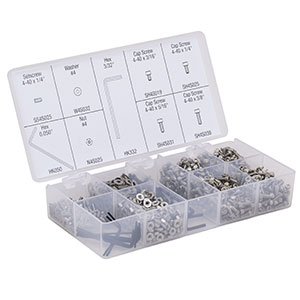 Setscrew
4-40 x 1/4"
SS4S025
Washer
#4
W4S032
Hex
3/32"
HK332
Cap Screw
4-40 x 3/16"
SH4S019
Cap Screw
4-40 x 1/4"
SH4S025
Hex
0.050"
HK050
Nut
#4
N4S025
Cap Screw
4-40 x 5/16"
SH4S031
Cap Screw
4-40 x 3/8"
SH4S038